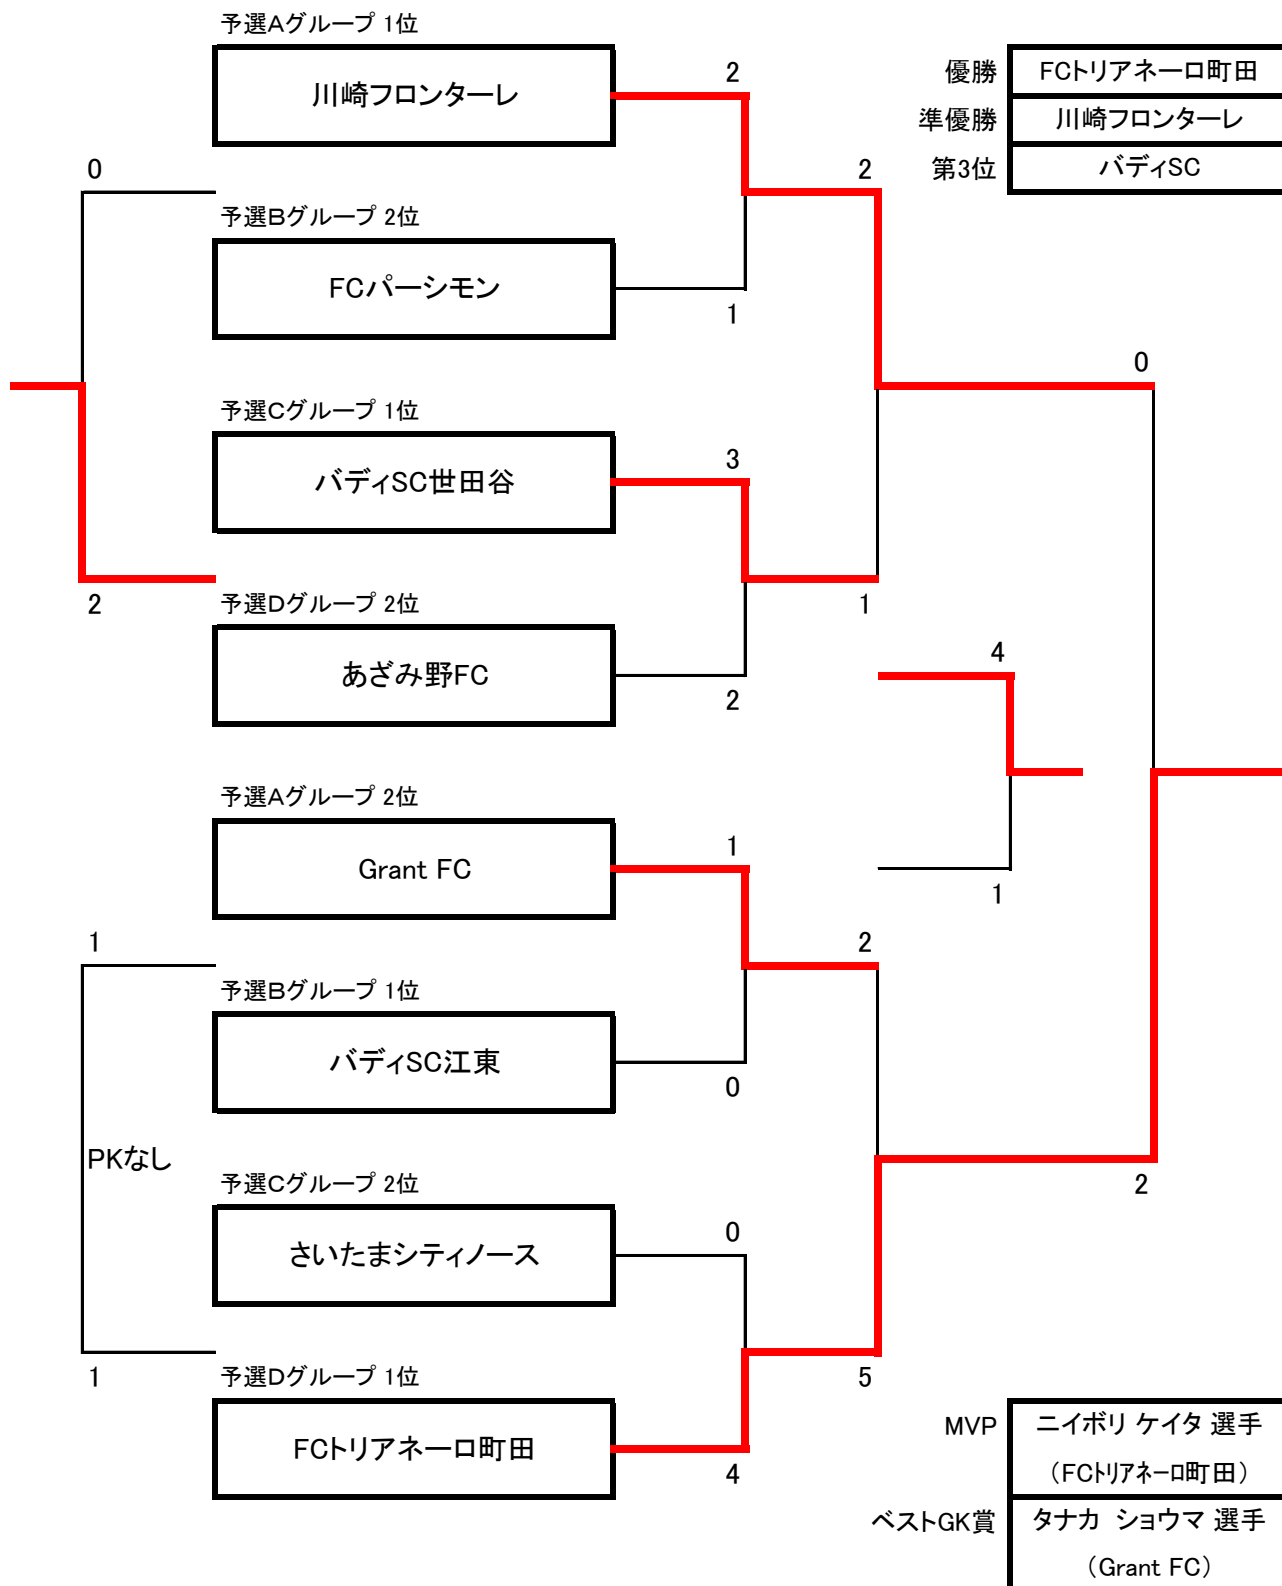 予選Aグループ 1位
川崎フロンターレ
2
優勝 FCトリアネーロ町田
準優勝 川崎フロンターレ
第3位 バディSC
0
2
予選Bグループ 2位
FCパーシモン
1
0
予選Cグループ 1位
バディSC世田谷
3
2
1
予選Dグループ 2位
あざみ野FC
2
4
予選Aグループ 2位
Grant FC
1
1
1
2
予選Bグループ 1位
バディSC江東
0
PKなし
予選Cグループ 2位
さいたまシティノース
0
2
1
5
予選Dグループ 1位
FCトリアネーロ町田
4
MVP ニイボリ ケイタ 選手
（FCトリアネーロ町田）
ベストGK賞 タナカ ショウマ 選手
（Grant FC）